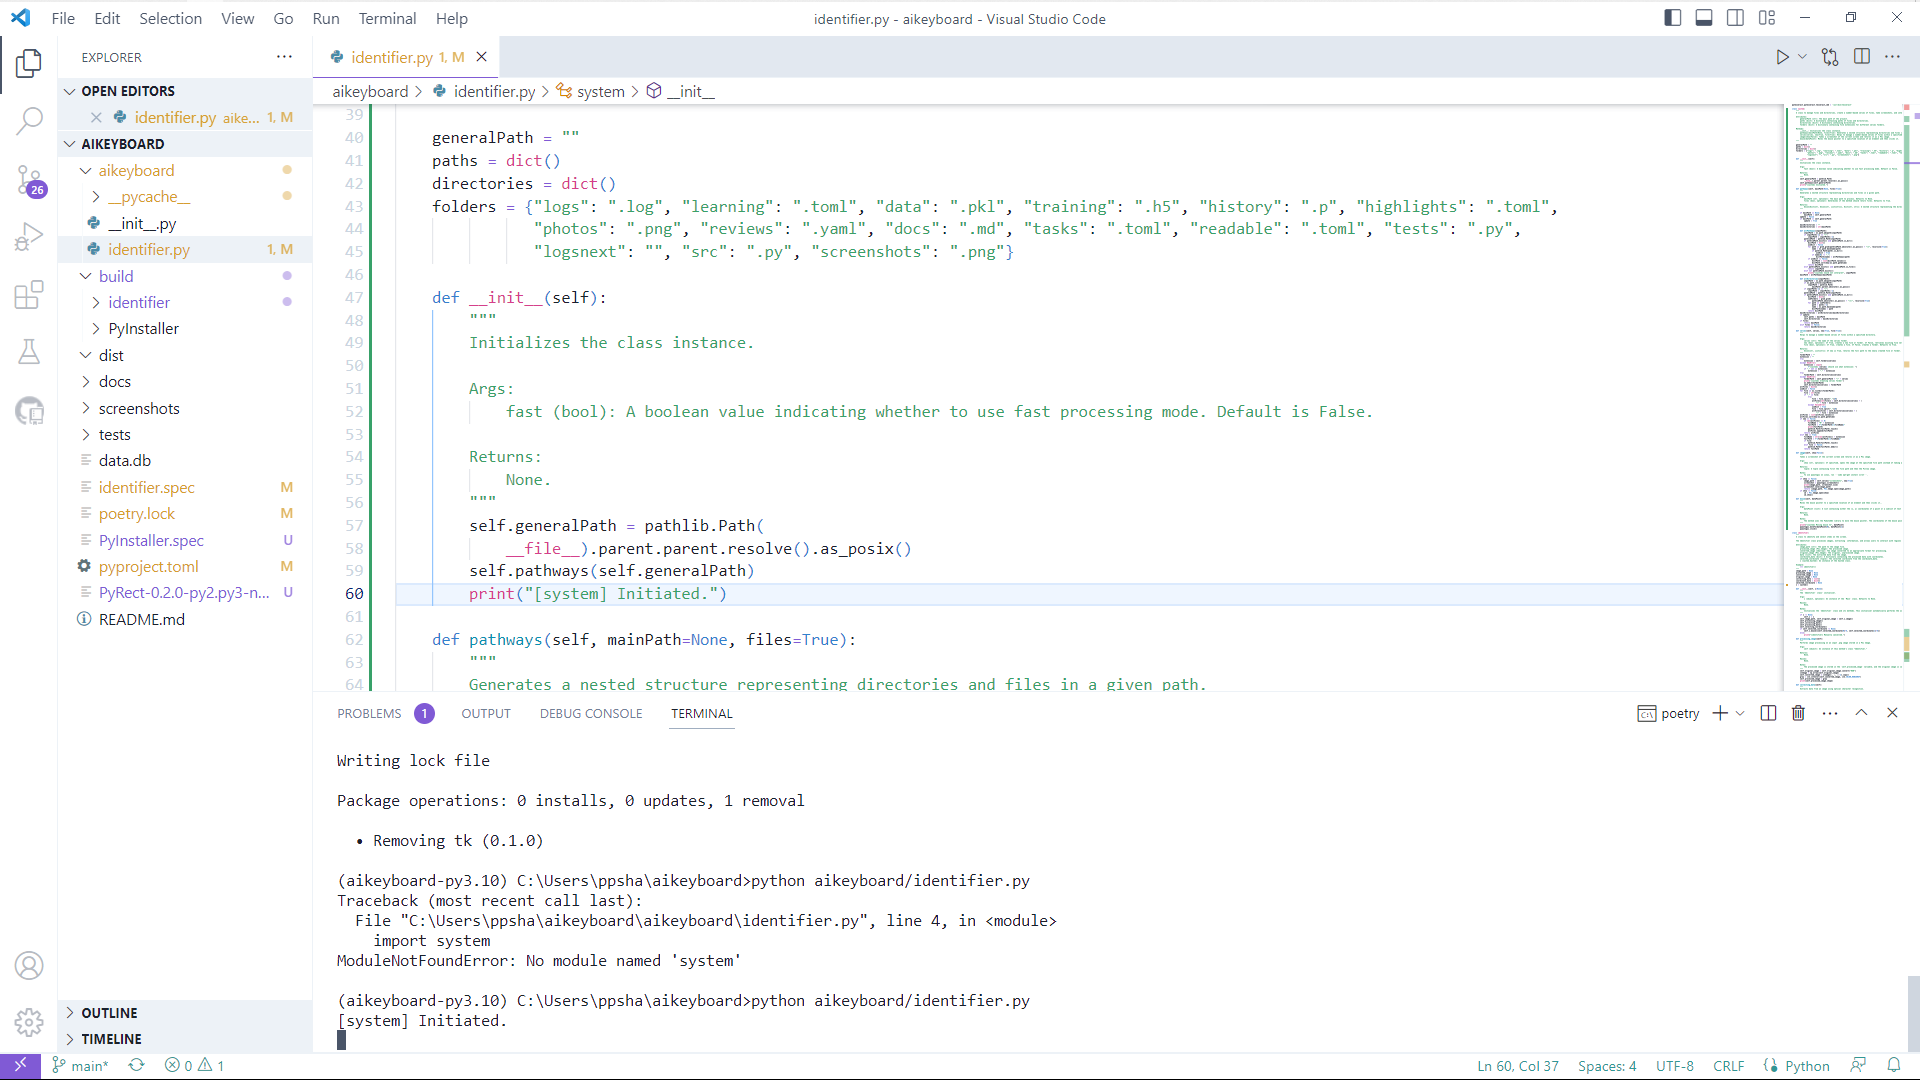 File Edit Selection View Go Run Terminal Help
identifier.py - aikeyboard - Visual Studio Code
EXPLORER
OPEN EDITORS
identifier.py aike... 1, M
AIKEYBOARD
aikeyboard
__pycache__
__init__.py
identifier.py 1, M
build
identifier
PyInstaller
dist
docs
screenshots
tests
data.db
identifier.spec M
poetry.lock M
PyInstaller.spec U
pyproject.toml M
PyRect-0.2.0-py2.py3-n... U
README.md
OUTLINE
TIMELINE
26
identifier.py 1, M
aikeyboard > identifier.py > system > __init__
39
40 generalPath = ""
41 paths = dict()
42 directories = dict()
43 folders = {"logs": ".log", "learning": ".toml", "data": ".pkl", "training": ".h5", "history": ".p", "highlights": ".toml",
44 "photos": ".png", "reviews": ".yaml", "docs": ".md", "tasks": ".toml", "readable": ".toml", "tests": ".py",
45 "logsnext": "", "src": ".py", "screenshots": ".png"}
46
47 def __init__(self):
48 """
49 Initializes the class instance.
50
51 Args:
52 fast (bool): A boolean value indicating whether to use fast processing mode. Default is False.
53
54 Returns:
55 None.
56 """
57 self.generalPath = pathlib.Path(
58 __file__).parent.parent.resolve().as_posix()
59 self.pathways(self.generalPath)
60 print("[system] Initiated.")
61
62 def pathways(self, mainPath=None, files=True):
63 """
64 Generates a nested structure representing directories and files in a given path.
PROBLEMS 1 OUTPUT DEBUG CONSOLE TERMINAL
poetry
Writing lock file
Package operations: 0 installs, 0 updates, 1 removal
• Removing tk (0.1.0)
(aikeyboard-py3.10) C:\Users\ppsha\aikeyboard>python aikeyboard/identifier.py
Traceback (most recent call last):
File "C:\Users\ppsha\aikeyboard\aikeyboard\identifier.py", line 4, in <module>
import system
ModuleNotFoundError: No module named 'system'
(aikeyboard-py3.10) C:\Users\ppsha\aikeyboard>python aikeyboard/identifier.py
[system] Initiated.
main* 0 1
Ln 60, Col 37 Spaces: 4 UTF-8 CRLF Python